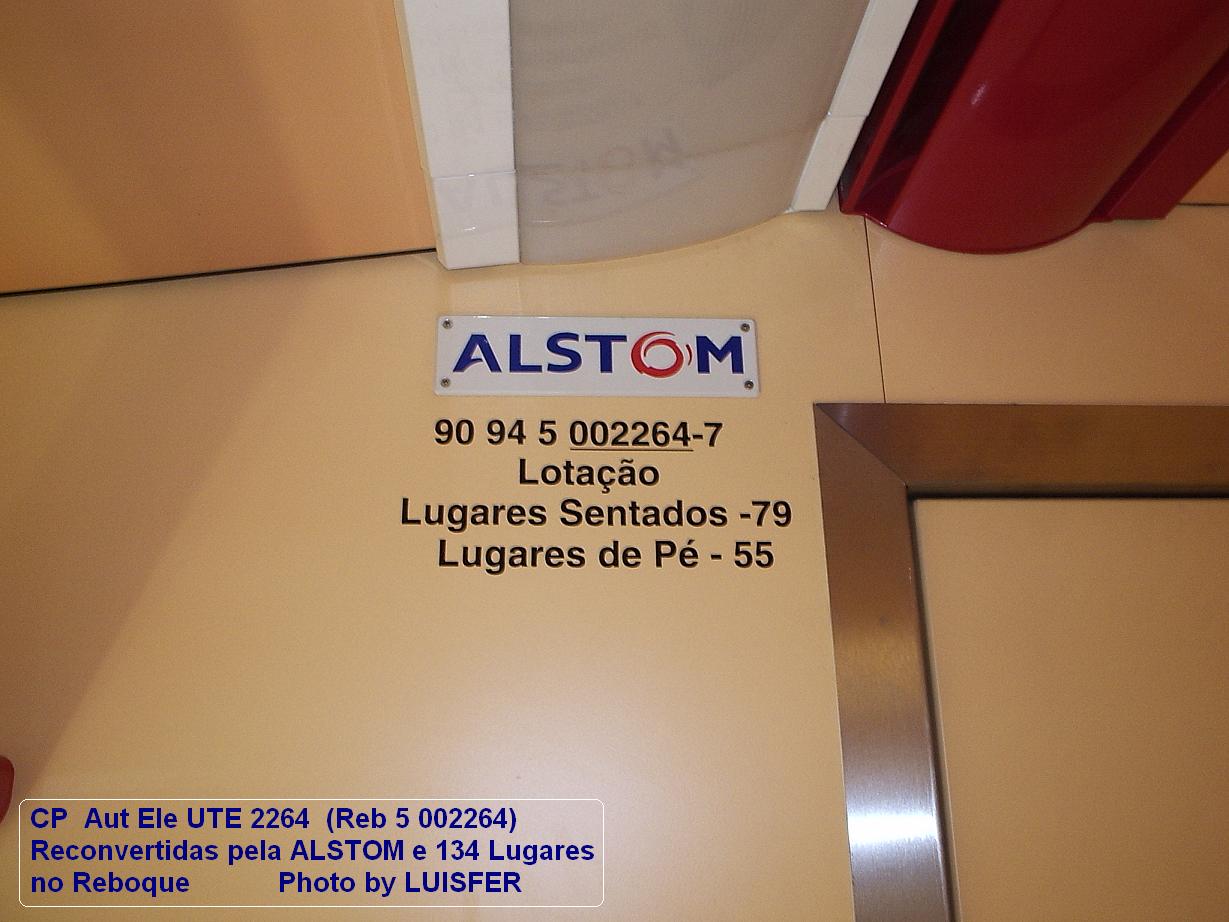 ALSTOM
90 94 5 002264-7
Lotação
Lugares Sentados -79
Lugares de Pé - 55
CP Aut Ele UTE 2264 (Reb 5 002264)
Reconvertidas pela ALSTOM e 134 Lugares
no Reboque Photo by LUISFER